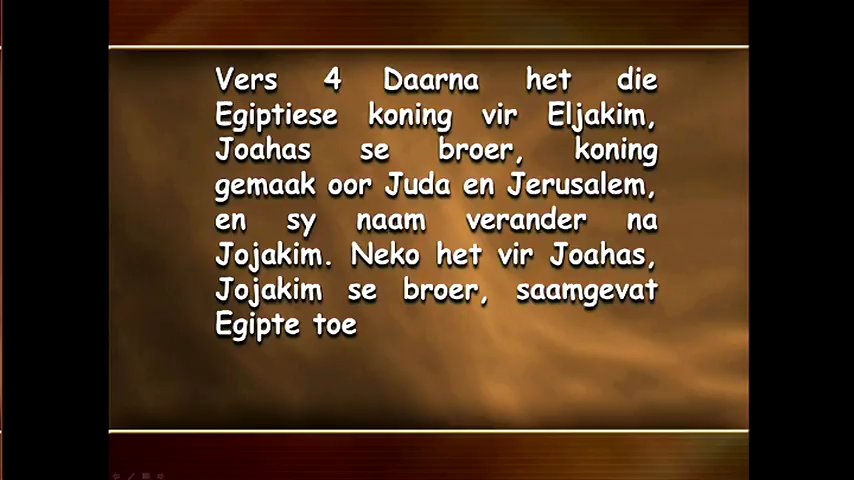 Vers 4 Daarna het die
Egiptiese koning vir Eljakim,
Joahas se broer, koning
gemaak oor Juda en Jerusalem,
en sy naam verander na
Jojakim. Neko het vir Joahas,
Jojakim se broer, saamgevat
Egipte toe